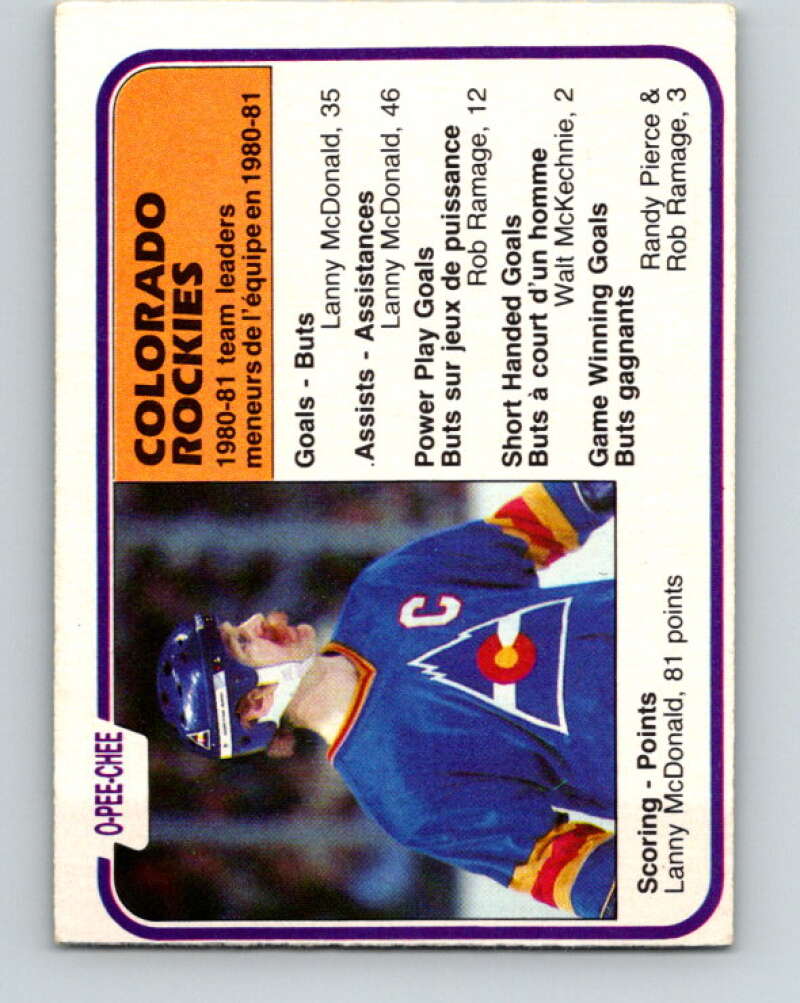 O-PEE-CHEE
COLORADO
ROCKIES
1980-81 team leaders
meneurs de l'équipe en 1980-81
Goals - Buts
Lanny McDonald, 35
Assists - Assistances
Lanny McDonald, 46
Power Play Goals
Buts sur jeux de puissance
Rob Ramage, 12
Short Handed Goals
Buts à court d'un homme
Walt McKechnie, 2
Game Winning Goals
Buts gagnants
Randy Pierce &
Rob Ramage, 3
C
Scoring - Points
Lanny McDonald, 81 points